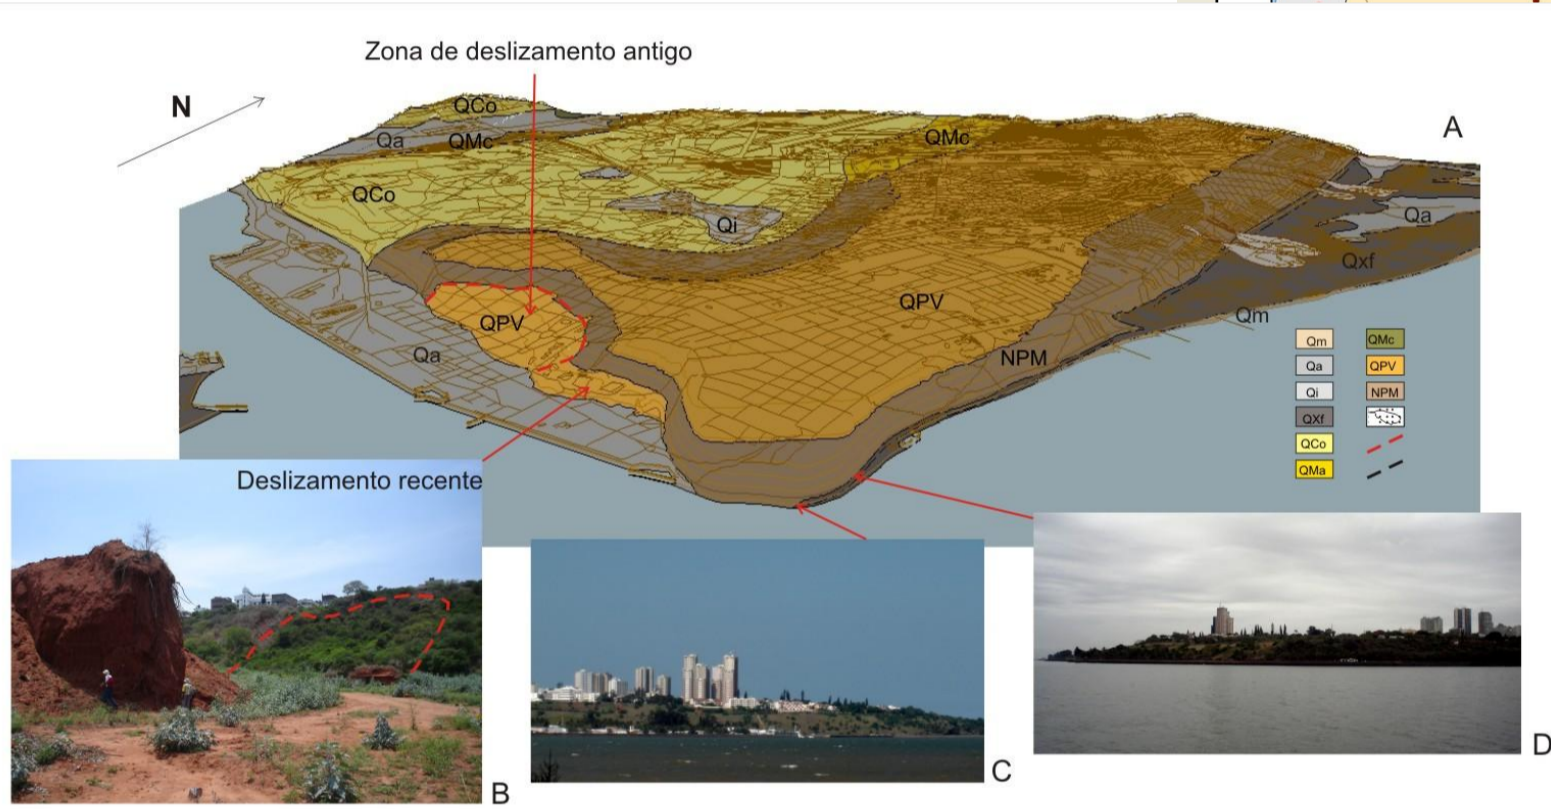 Zona de deslizamento antigo
N
A
QCo
Qa
QMc
QMc
QCo
Qi
Qa
Qxf
QPV
QPV
Qm
Qa
NPM
Qm
QMc
Qa
QPV
Qi
NPM
QXf
QCo
QMa
Deslizamento recente
B
C
D